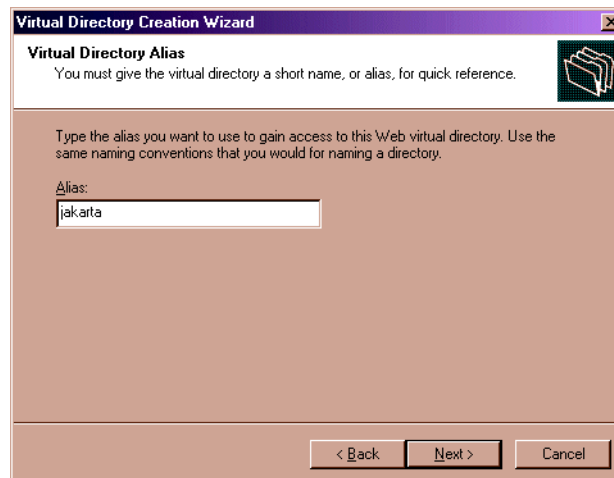 Virtual Directory Creation Wizard
Virtual Directory Alias
You must give the virtual directory a short name, or alias, for quick reference.
Type the alias you want to use to gain access to this Web virtual directory. Use the
same naming conventions that you would for naming a directory.
Alias:
jakarta
< Back Next > Cancel